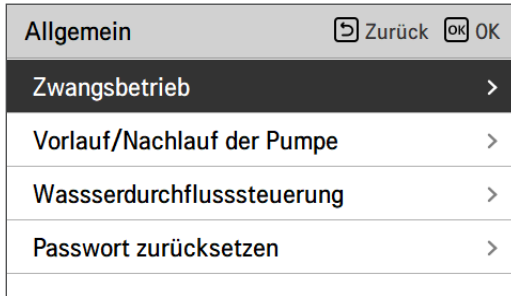 Allgemein Zurück OK OK
Zwangsbetrieb
Vorlauf/Nachlauf der Pumpe
Wassserdurchflusssteuerung
Passwort zurücksetzen